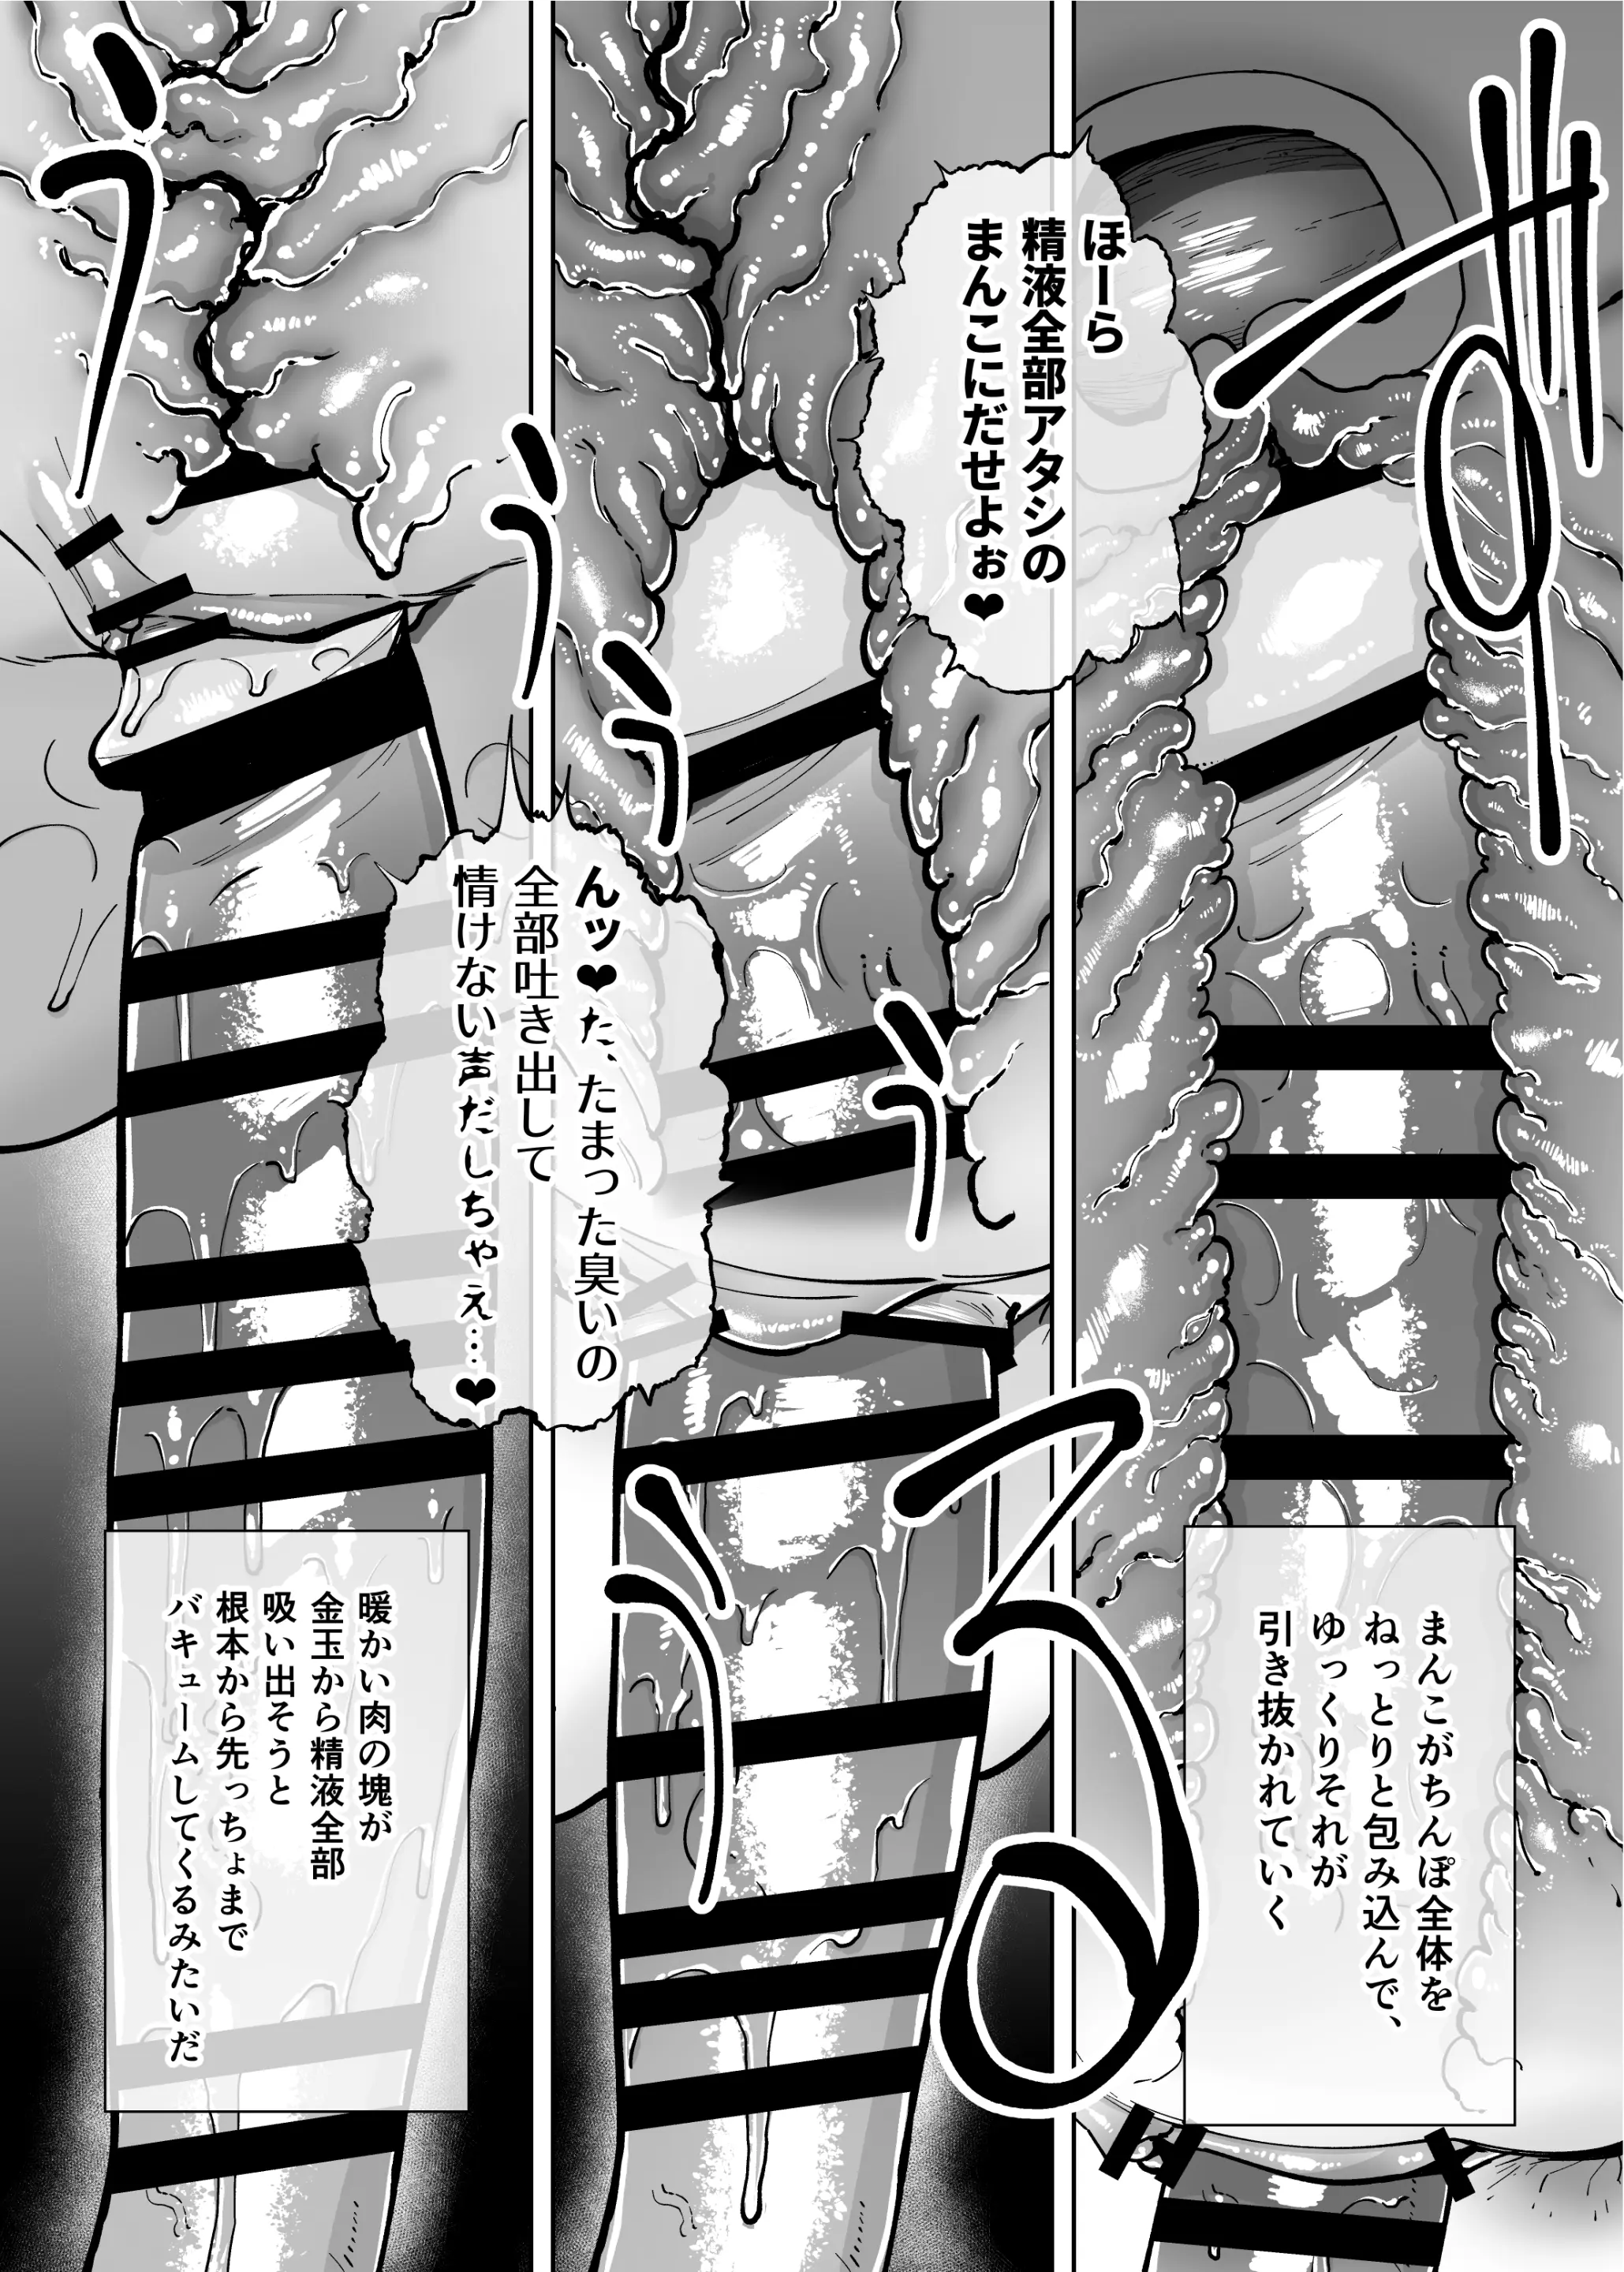 ほーら
精液全部アタシの
まんこにだせよぉ❤
ずずず
まんこがちんぽ全体を
ねっとりと包み込んで、
ゆっくりそれが
引き抜かれていく
んッ❤た、たまった臭いの
全部吐き出して
情けない声だしちゃえ…❤
うう
う
る
う
う
暖かい肉の塊が
金玉から精液全部
吸い出そうと
根本から先っちょまで
バキュームしてくるみたいだ